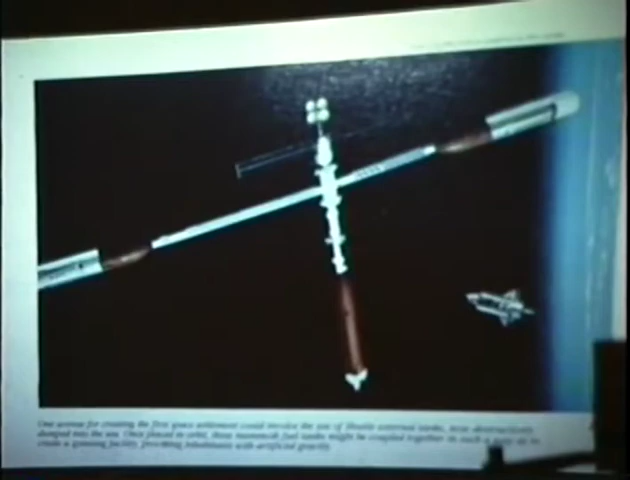 One avenue for creating the first space settlement could involve the use of Shuttle external tanks, now
dumped into the sea. Once placed in orbit, these mammoth fuel tanks might be coupled together in such a way as to
create a spinning facility, providing inhabitants with artificial gravity.